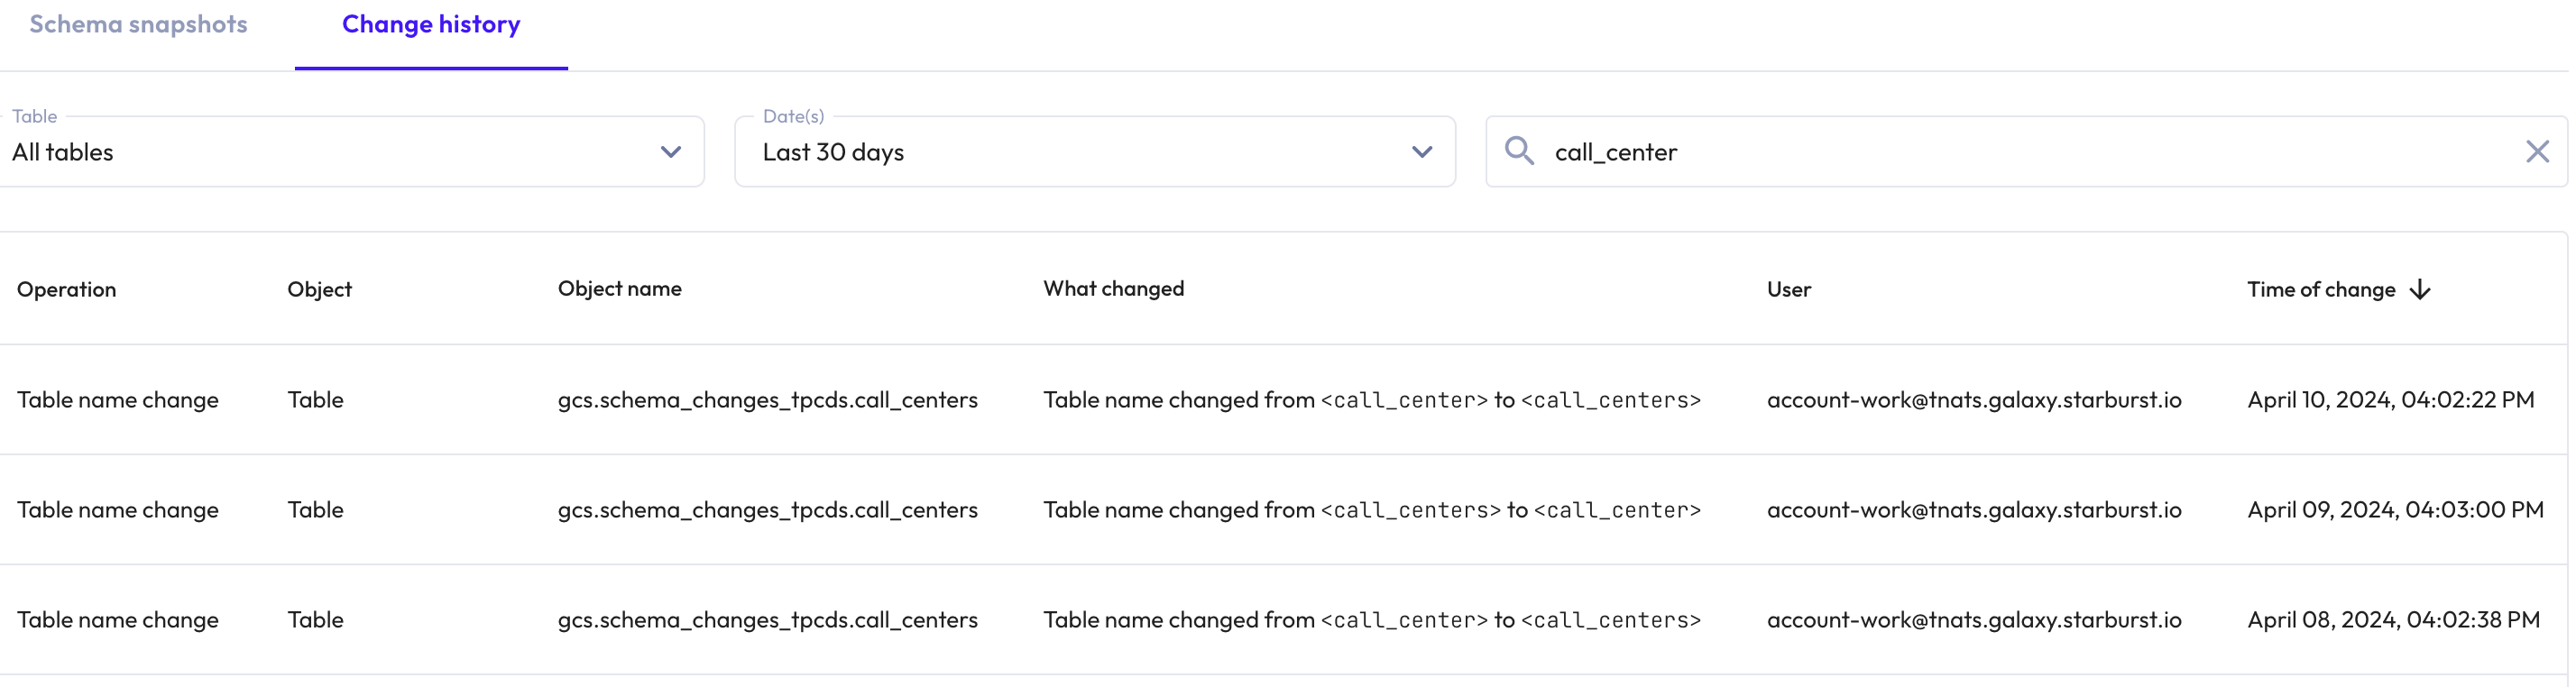 Schema snapshots Change history
Table Date(s)
All tables Last 30 days call_center
Operation Object Object name What changed User Time of change
Table name change Table gcs.schema_changes_tpcds.call_centers Table name changed from <call_center> to <call_centers> account-work@tnats.galaxy.starburst.io April 10, 2024, 04:02:22 PM
Table name change Table gcs.schema_changes_tpcds.call_centers Table name changed from <call_centers> to <call_center> account-work@tnats.galaxy.starburst.io April 09, 2024, 04:03:00 PM
Table name change Table gcs.schema_changes_tpcds.call_centers Table name changed from <call_center> to <call_centers> account-work@tnats.galaxy.starburst.io April 08, 2024, 04:02:38 PM